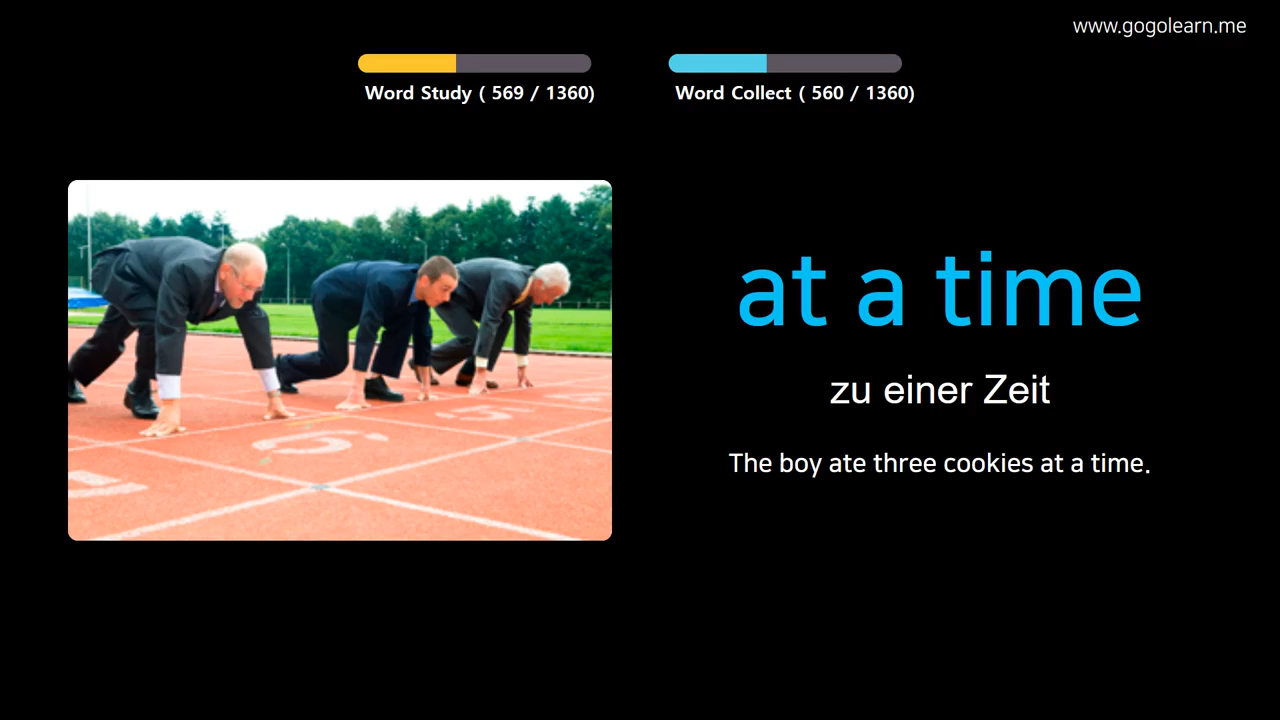 www.gogolearn.me
Word Study ( 569 / 1360)
Word Collect ( 560 / 1360)
at a time
zu einer Zeit
The boy ate three cookies at a time.
5